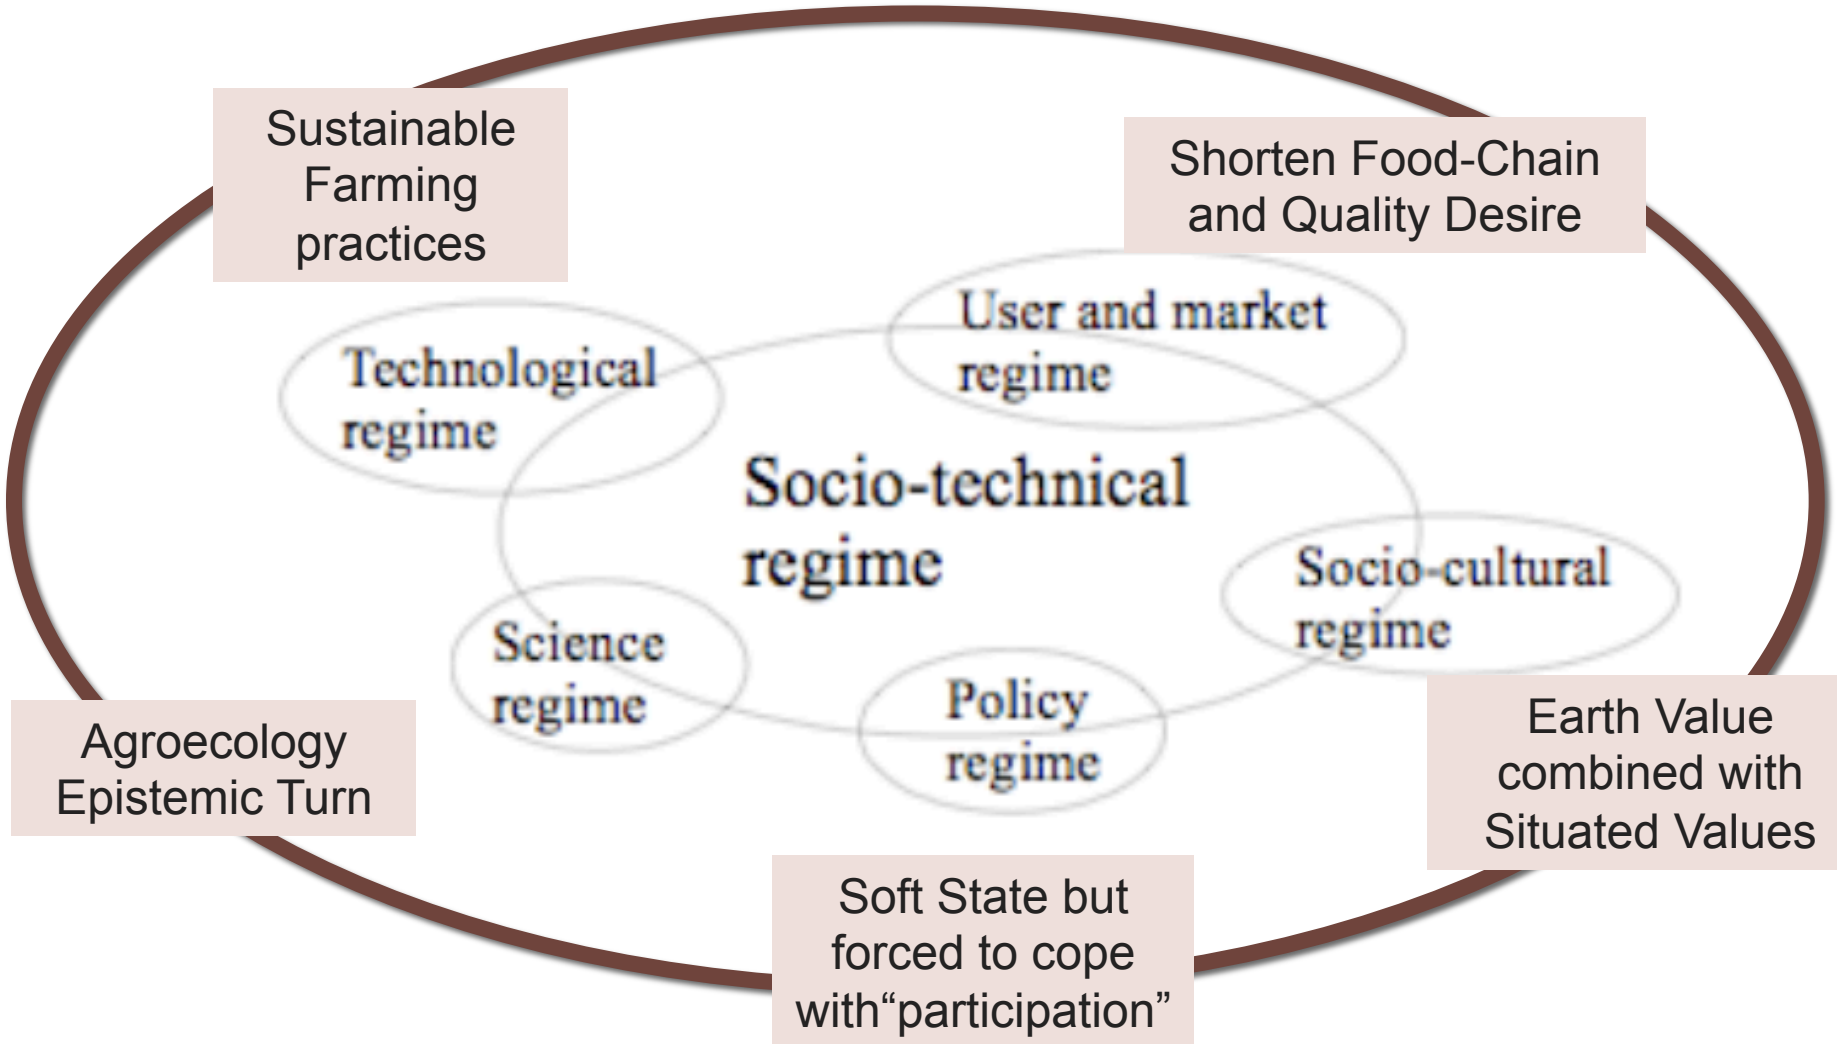 Sustainable
Farming
practices
Shorten Food-Chain
and Quality Desire
User and market
regime
Technological
regime
Socio-technical
regime
Socio-cultural
regime
Science
regime
Policy
regime
Agroecology
Epistemic Turn
Earth Value
combined with
Situated Values
Soft State but
forced to cope
with“participation”